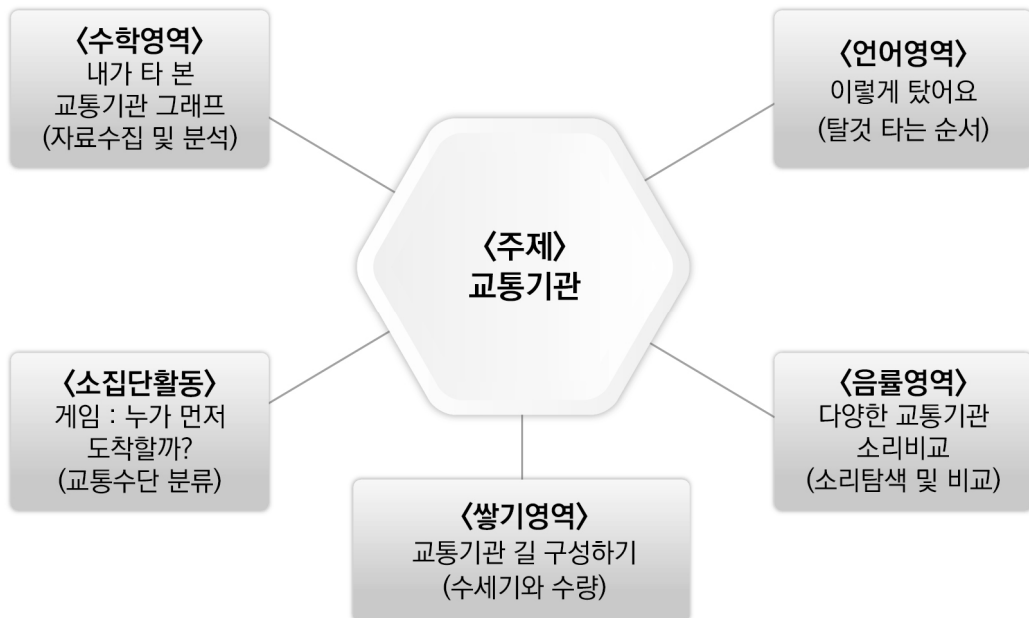 〈수학영역〉
내가 타 본
교통기관 그래프
(자료수집 및 분석)
〈언어영역〉
이렇게 탔어요
(탈것 타는 순서)
〈주제〉
교통기관
〈소집단활동〉
게임 : 누가 먼저
도착할까?
(교통수단 분류)
〈음률영역〉
다양한 교통기관
소리비교
(소리탐색 및 비교)
〈쌓기영역〉
교통기관 길 구성하기
(수세기와 수량)